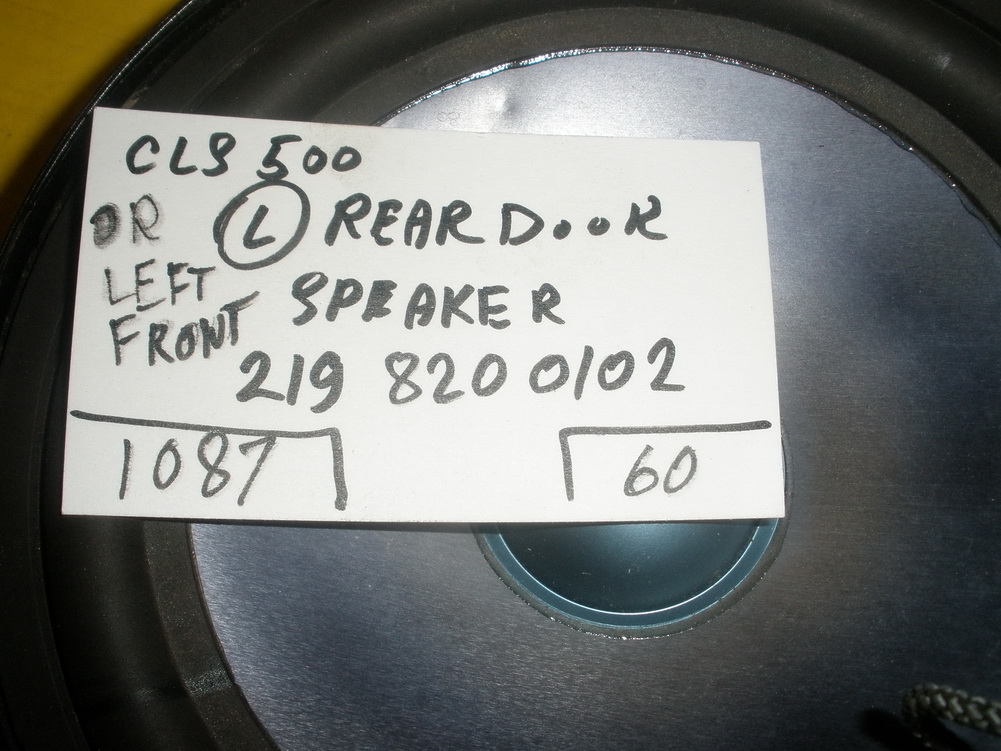 CLS 500
OR (L) REAR DOOR
LEFT SPEAKER
FRONT
219 820 0102
1087 60